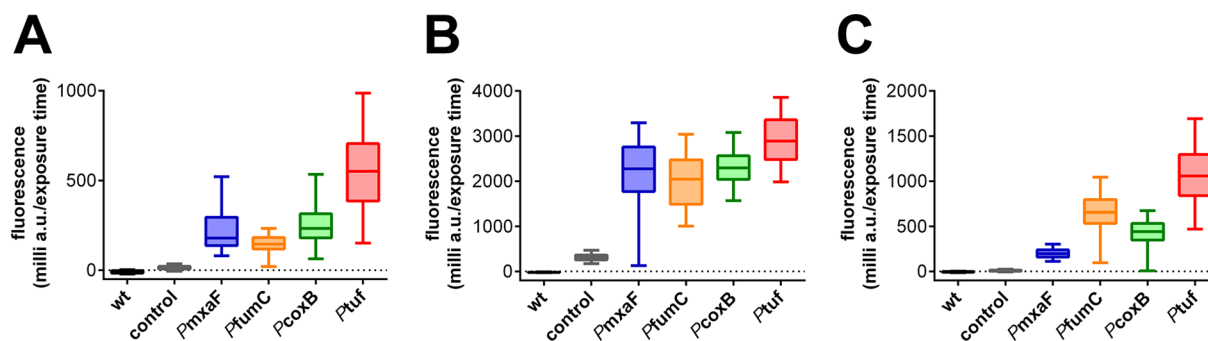 A
fluorescence
(milli a.u./exposure time)
1000
500
0
wt
control
PmxaF
PfumC
PcoxB
Ptuf
B
fluorescence
(milli a.u./exposure time)
4000
3000
2000
1000
0
wt
control
PmxaF
PfumC
PcoxB
Ptuf
C
fluorescence
(milli a.u./exposure time)
2000
1500
1000
500
0
wt
control
PmxaF
PfumC
PcoxB
Ptuf